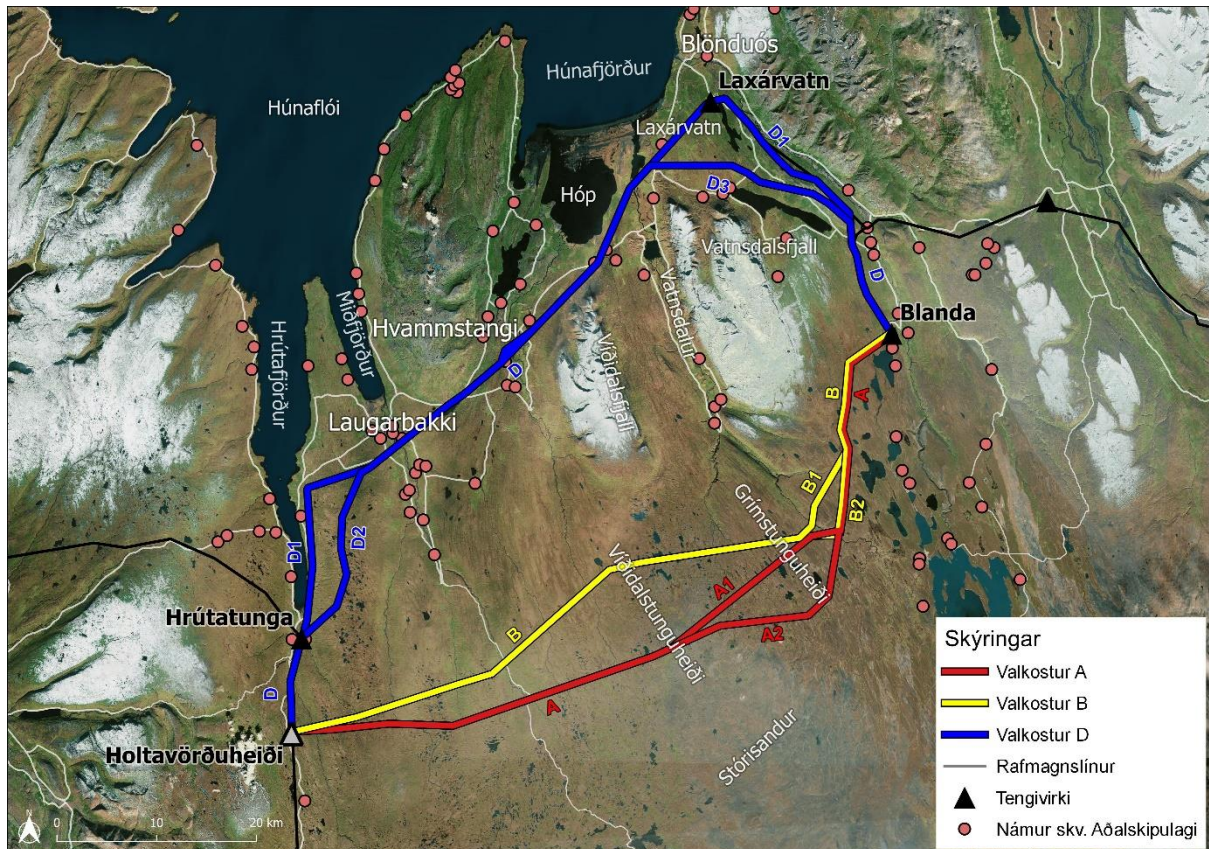 Blönduós
Húnafjörður
Laxárvatn
Húnaflói
Laxárvatn
D1
Hóp
D3
Vatnsdalsfjall
D
Miðfjörður
Hvammstangi
Vatnsdalur
Blanda
Hrútafjörður
Víðidalsfjall
D
B
A
Laugarbakki
B1
D1
D2
Grímstunguheiði
B2
Víðidalstunguheiði
A1
Hrútatunga
B
A2
D
A
Holtavörðuheiði
Stórisandur
0 10 20 km
Skýringar
Valkostur A
Valkostur B
Valkostur D
Rafmagnslínur
Tengivirki
Námur skv. Aðalskipulagi